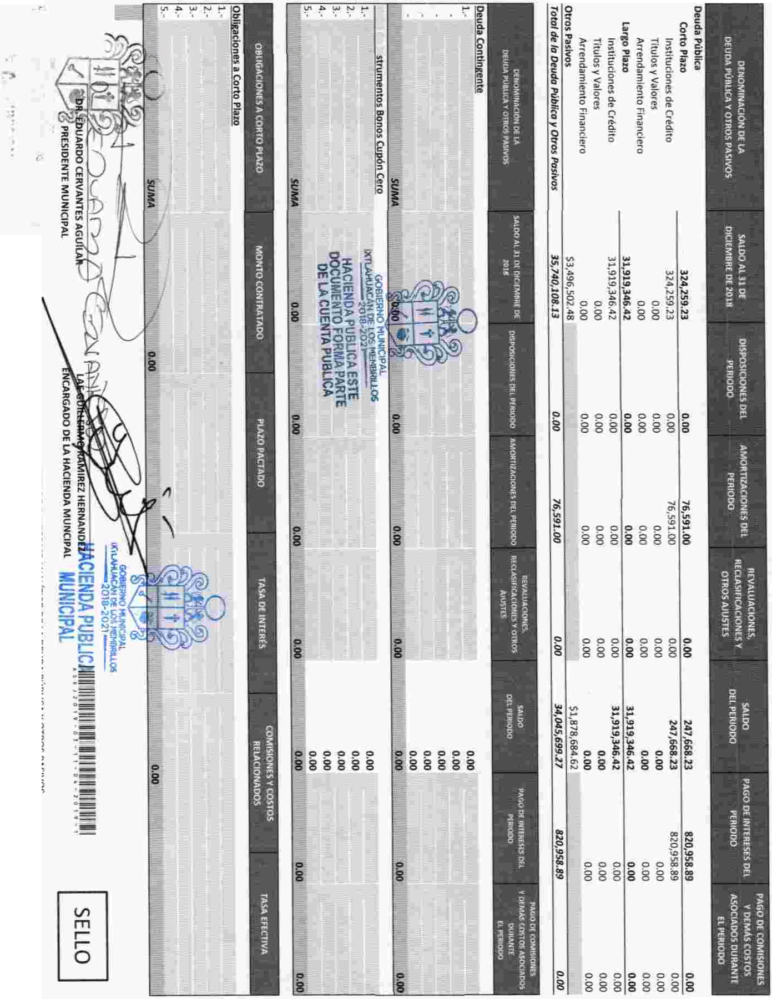 DENOMINACIÓN DE LA DEUDA PÚBLICA Y OTROS PASIVOS | SALDO AL 31 DE DICIEMBRE DE 2018 | DISPOSICIONES DEL PERIODO | AMORTIZACIONES DEL PERIODO | REVALUACIONES, RECLASIFICACIONES Y OTROS AJUSTES | SALDO DEL PERIODO | PAGO DE INTERESES DEL PERIODO | PAGO DE COMISIONES Y DEMÁS COSTOS ASOCIADOS DURANTE EL PERIODO
Deuda Pública
Corto Plazo 324,259.23 0.00 76,591.00 0.00 247,668.23 820,958.89 0.00
Instituciones de Crédito 324,259.23 0.00 76,591.00 0.00 247,668.23 820,958.89 0.00
Títulos y Valores 0.00 0.00 0.00 0.00 0.00 0.00 0.00
Arrendamiento Financiero 0.00 0.00 0.00 0.00 0.00 0.00 0.00
Largo Plazo 31,919,346.42 0.00 0.00 0.00 31,919,346.42 0.00 0.00
Instituciones de Crédito 31,919,346.42 0.00 0.00 0.00 31,919,346.42 0.00 0.00
Títulos y Valores 0.00 0.00 0.00 0.00 0.00 0.00 0.00
Arrendamiento Financiero 0.00 0.00 0.00 0.00 0.00 0.00 0.00
Otros Pasivos $3,496,502.48 $1,878,684.62
Total de la Deuda Pública y Otros Pasivos 35,740,108.13 0.00 76,591.00 0.00 34,045,699.27 820,958.89 0.00
DENOMINACIÓN DE LA DEUDA PÚBLICA Y OTROS PASIVOS | SALDO AL 31 DE DICIEMBRE DE 2018 | DISPOSICIONES DEL PERIODO | AMORTIZACIONES DEL PERIODO | REVALUACIONES, RECLASIFICACIONES Y OTROS AJUSTES | SALDO DEL PERIODO | PAGO DE INTERESES DEL PERIODO | PAGO DE COMISIONES Y DEMÁS COSTOS ASOCIADOS DURANTE EL PERIODO
Deuda Contingente
1.- 0.00
0.00
0.00
0.00
0.00
SUMA 0.00 0.00 0.00 0.00 0.00 0.00 0.00
strumentos Bonos Cupón Cero
1.- 0.00
2.- 0.00
3.- 0.00
4.- 0.00
5.- 0.00
SUMA 0.00 0.00 0.00 0.00 0.00 0.00 0.00
GOBIERNO MUNICIPAL
IXTLAHUACÁN DE LOS MEMBRILLOS
2018-2021
HACIENDA PUBLICA ESTE
DOCUMENTO FORMA PARTE
DE LA CUENTA PUBLICA
OBLIGACIONES A CORTO PLAZO | MONTO CONTRATADO | PLAZO PACTADO | TASA DE INTERÉS | COMISIONES Y COSTOS RELACIONADOS | TASA EFECTIVA
Obligaciones a Corto Plazo
1.-
2.-
3.-
4.-
5.-
SUMA 0.00 0.00
GOBIERNO MUNICIPAL
IXTLAHUACÁN DE LOS MEMBRILLOS
2018-2021
HACIENDA PUBLICA
MUNICIPAL
DR. EDUARDO CERVANTES AGUILAR
PRESIDENTE MUNICIPAL
LAE GUILLERMO RAMIREZ HERNANDEZ
ENCARGADO DE LA HACIENDA MUNCIPAL
ASEJ2019-03-11-06-2019-1
SELLO